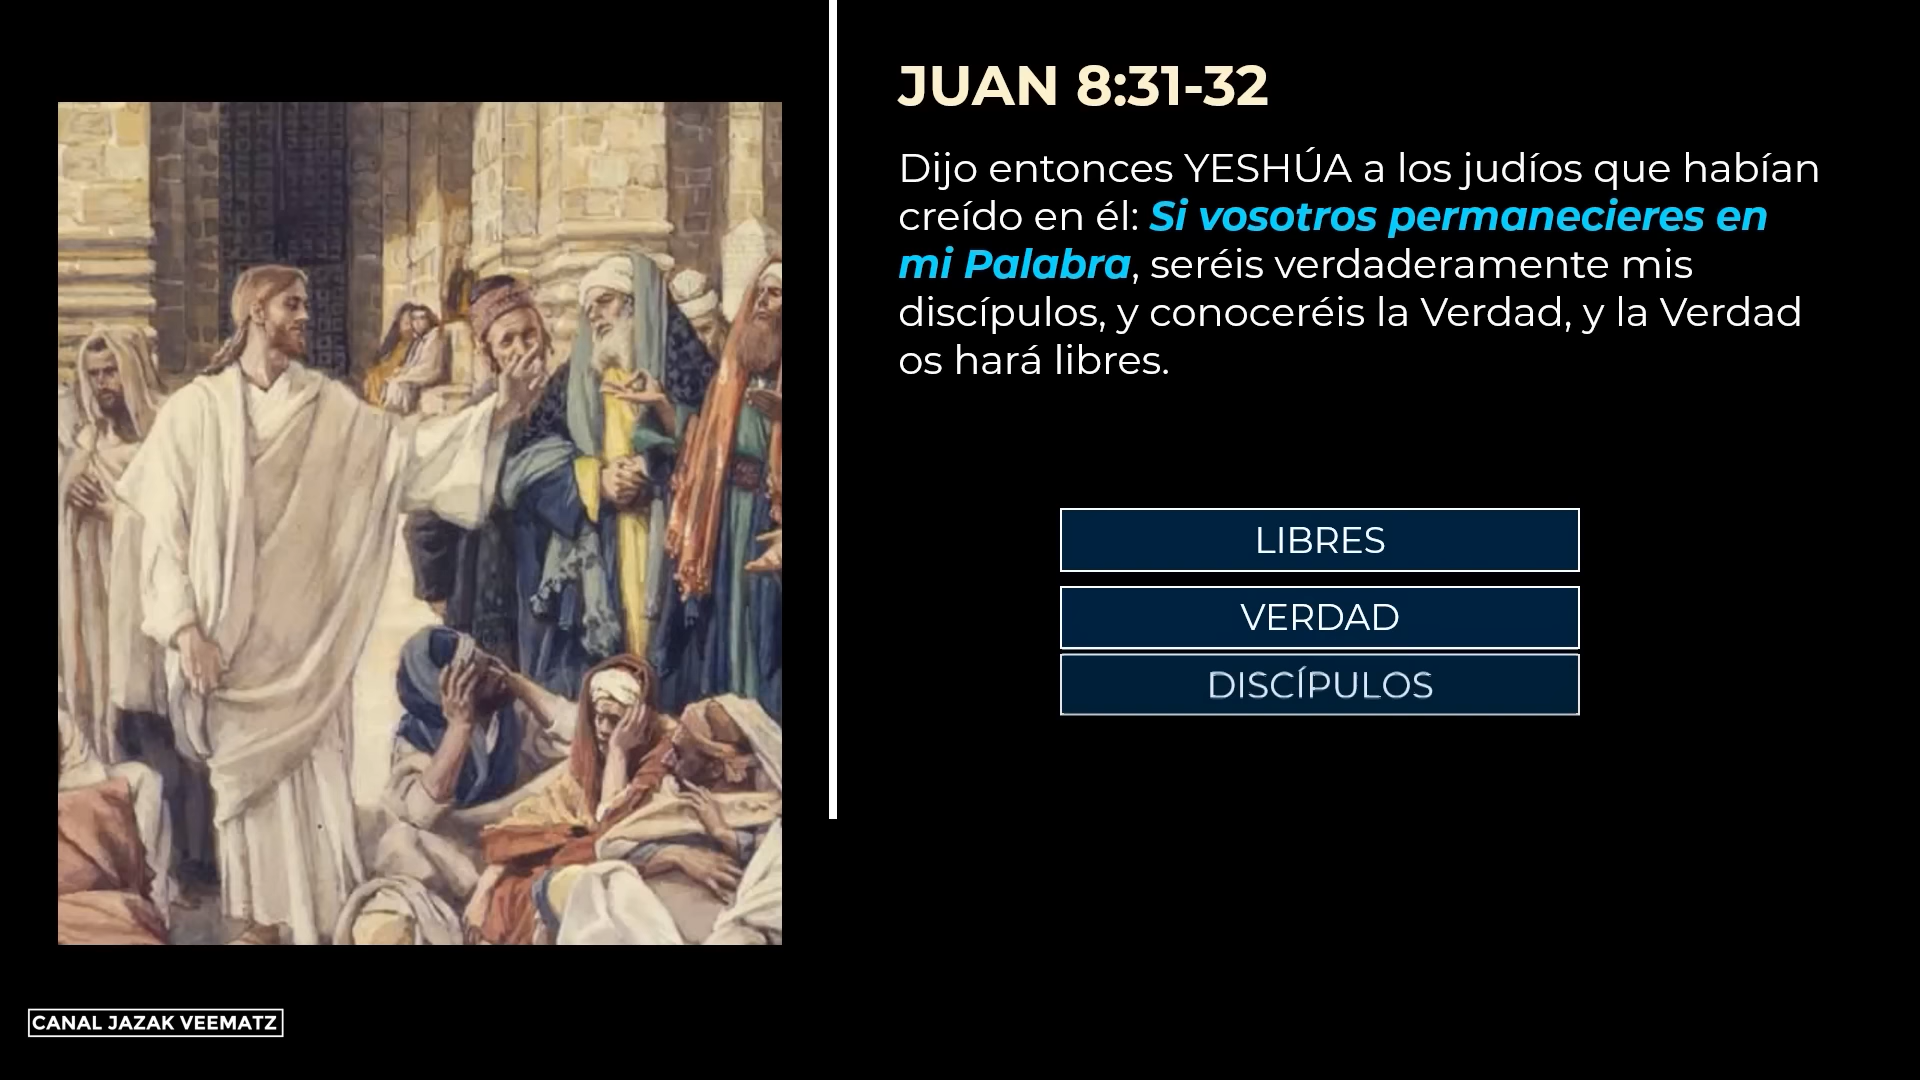 JUAN 8:31-32
Dijo entonces YESHÚA a los judíos que habían
creído en él: Si vosotros permanecieres en
mi Palabra, seréis verdaderamente mis
discípulos, y conoceréis la Verdad, y la Verdad
os hará libres.
LIBRES
VERDAD
DISCÍPULOS
CANAL JAZAK VEEMATZ